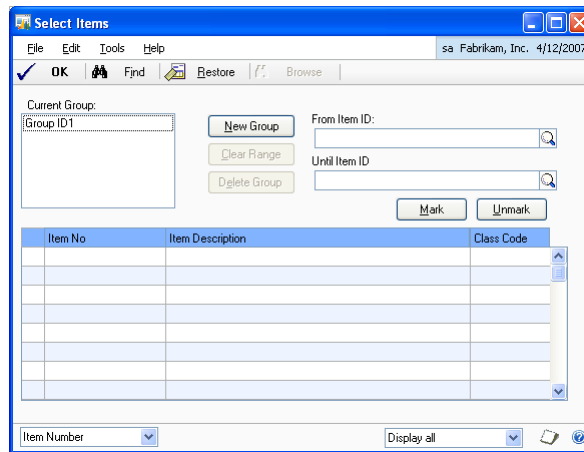 Select Items
File Edit Tools Help sa Fabrikam, Inc. 4/12/2007
OK Find Restore Browse
Current Group:
Group ID1
New Group
Clear Range
Delete Group
From Item ID:
Until Item ID
Mark Unmark
Item No Item Description Class Code
Item Number Display all